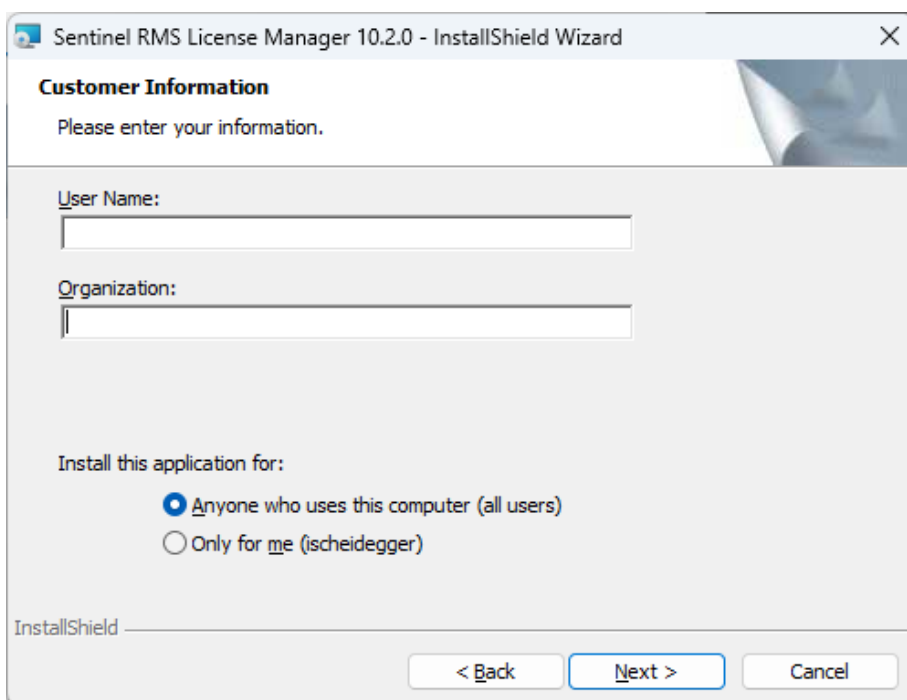 Sentinel RMS License Manager 10.2.0 - InstallShield Wizard
Customer Information
Please enter your information.
User Name:
Organization:
Install this application for:
Anyone who uses this computer (all users)
Only for me (ischeidegger)
InstallShield
< Back
Next >
Cancel